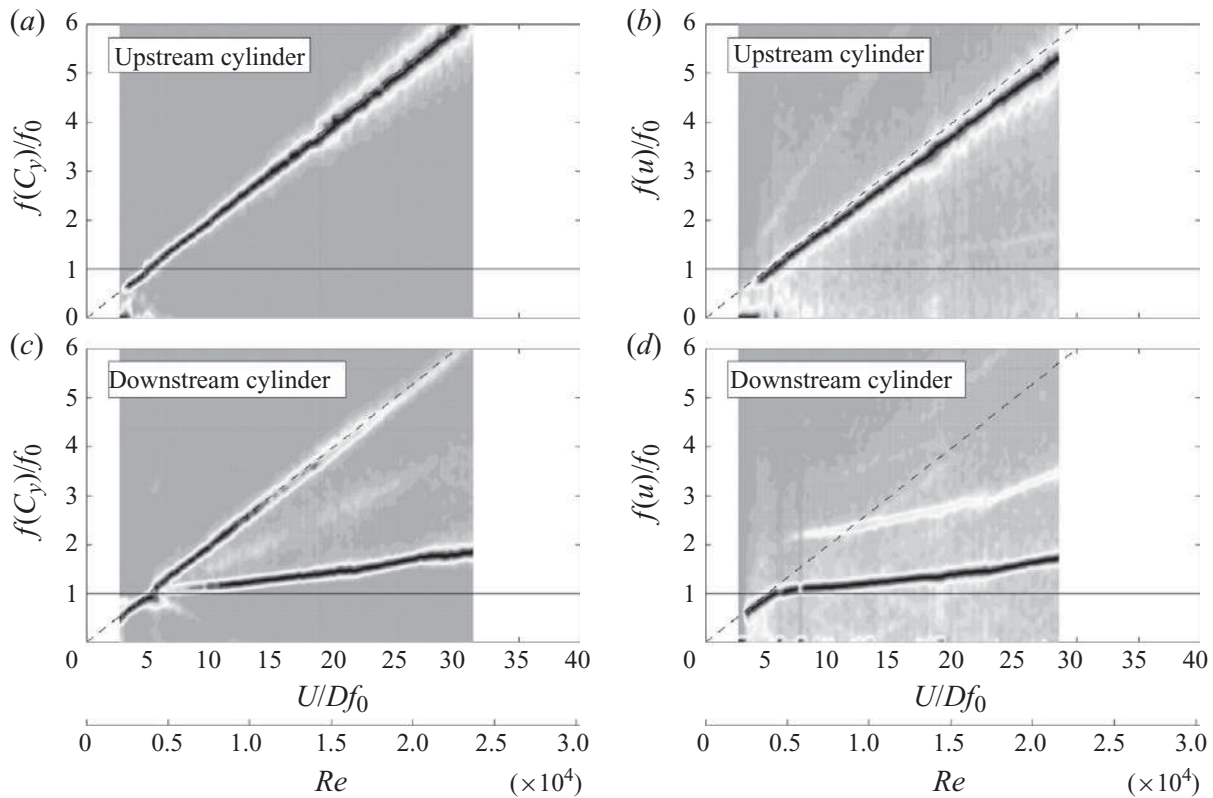 (a)
(b)
Upstream cylinder
Upstream cylinder
f(C_y)/f_0
f(u)/f_0
6
5
4
3
2
1
0
6
5
4
3
2
1
0
(c)
(d)
Downstream cylinder
Downstream cylinder
f(C_y)/f_0
f(u)/f_0
6
5
4
3
2
1
6
5
4
3
2
1
0 5 10 15 20 25 30 35 40
0 5 10 15 20 25 30 35 40
U/Df_0
U/Df_0
0 0.5 1.0 1.5 2.0 2.5 3.0
0 0.5 1.0 1.5 2.0 2.5 3.0
Re (×10^4)
Re (×10^4)